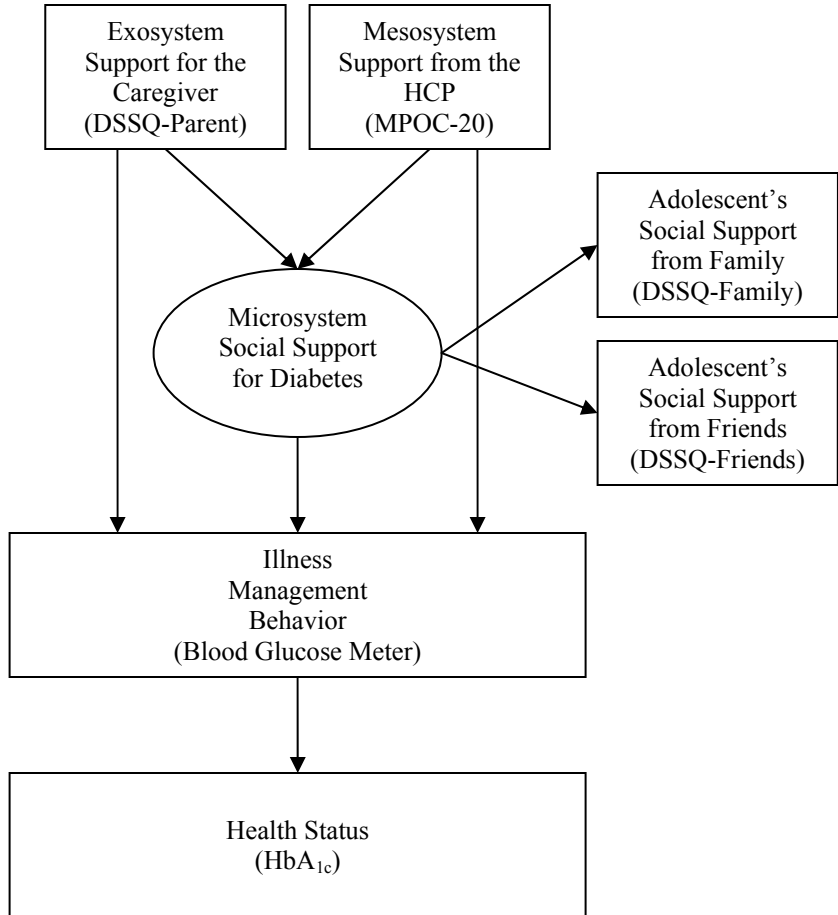 Exosystem
Support for the
Caregiver
(DSSQ-Parent)
Mesosystem
Support from the
HCP
(MPOC-20)
Adolescent's
Social Support
from Family
(DSSQ-Family)
Microsystem
Social Support
for Diabetes
Adolescent's
Social Support
from Friends
(DSSQ-Friends)
Illness
Management
Behavior
(Blood Glucose Meter)
Health Status
(HbA1c)